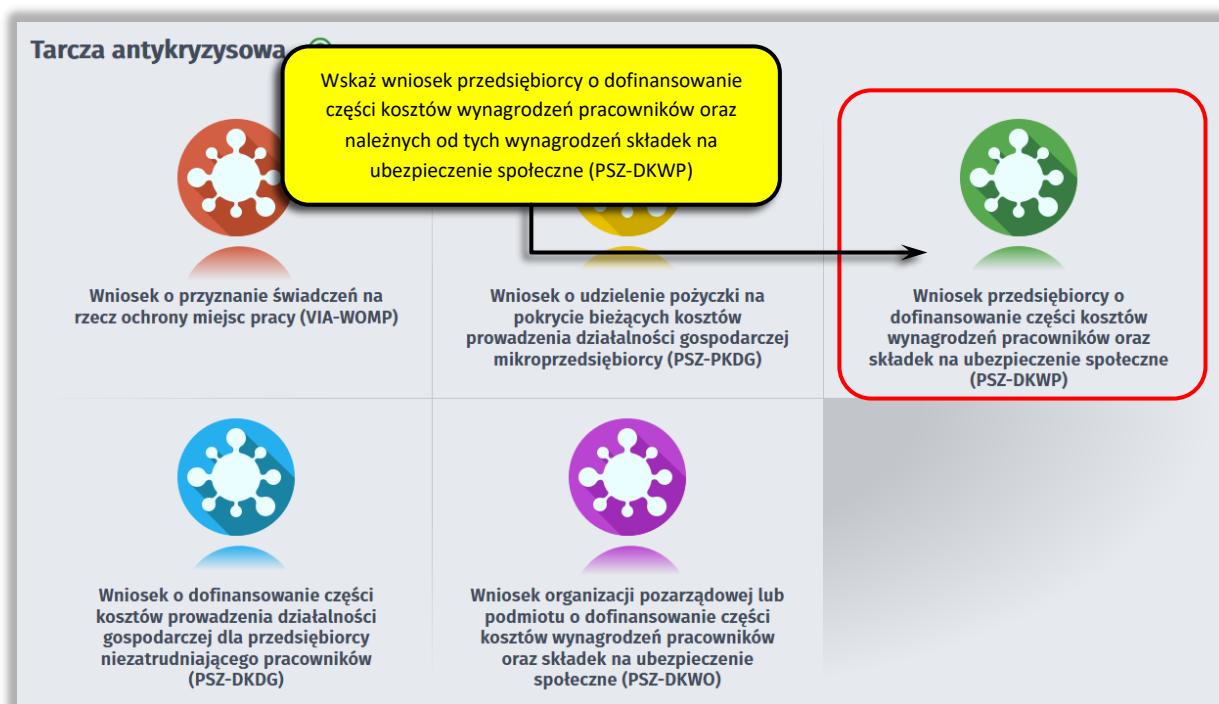 Tarcza antykryzysowa
Wskaż wniosek przedsiębiorcy o dofinansowanie
części kosztów wynagrodzeń pracowników oraz
należnych od tych wynagrodzeń składek na
ubezpieczenie społeczne (PSZ-DKWP)
Wniosek o przyznanie świadczeń na
rzecz ochrony miejsc pracy (VIA-WOMP)
Wniosek o udzielenie pożyczki na
pokrycie bieżących kosztów
prowadzenia działalności gospodarczej
mikroprzedsiębiorcy (PSZ-PKDG)
Wniosek przedsiębiorcy o
dofinansowanie części kosztów
wynagrodzeń pracowników oraz
składek na ubezpieczenie społeczne
(PSZ-DKWP)
Wniosek o dofinansowanie części
kosztów prowadzenia działalności
gospodarczej dla przedsiębiorcy
niezatrudniającego pracowników
(PSZ-DKDG)
Wniosek organizacji pozarządowej lub
podmiotu o dofinansowanie części
kosztów wynagrodzeń pracowników
oraz składek na ubezpieczenie
społeczne (PSZ-DKWO)